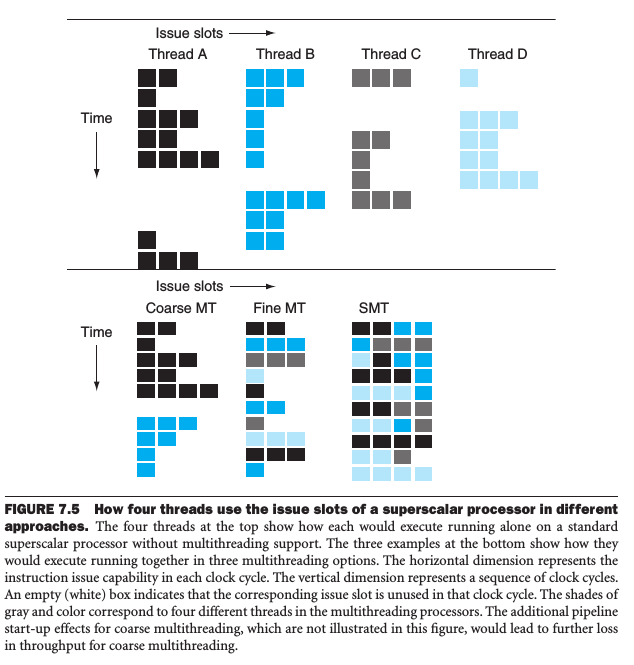 Issue slots
Thread A Thread B Thread C Thread D
Time
Issue slots
Coarse MT Fine MT SMT
Time
FIGURE 7.5 How four threads use the issue slots of a superscalar processor in different
approaches. The four threads at the top show how each would execute running alone on a standard
superscalar processor without multithreading support. The three examples at the bottom show how they
would execute running together in three multithreading options. The horizontal dimension represents the
instruction issue capability in each clock cycle. The vertical dimension represents a sequence of clock cycles.
An empty (white) box indicates that the corresponding issue slot is unused in that clock cycle. The shades of
gray and color correspond to four different threads in the multithreading processors. The additional pipeline
start-up effects for coarse multithreading, which are not illustrated in this figure, would lead to further loss
in throughput for coarse multithreading.